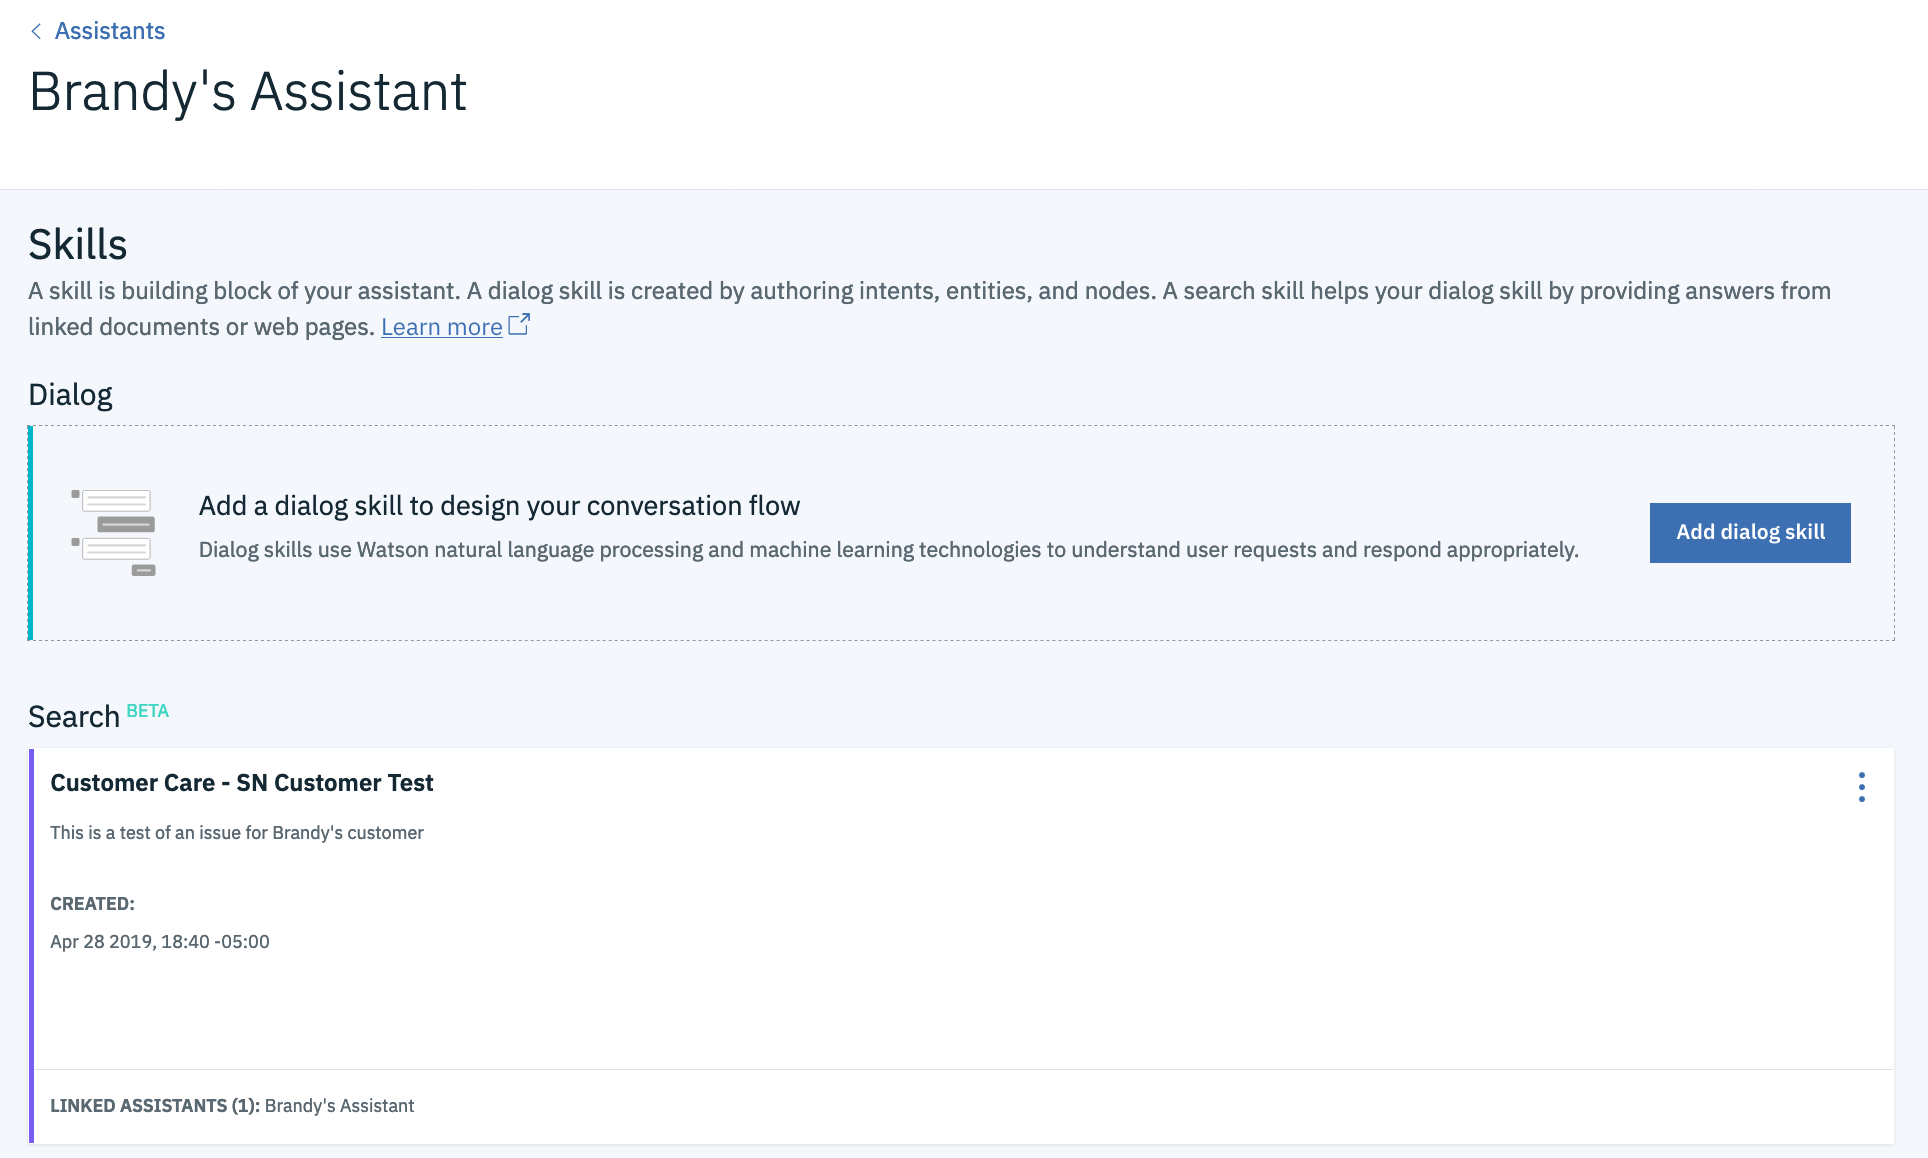 Assistants
Brandy's Assistant
Skills
A skill is building block of your assistant. A dialog skill is created by authoring intents, entities, and nodes. A search skill helps your dialog skill by providing answers from
linked documents or web pages. Learn more
Dialog
Add a dialog skill to design your conversation flow
Dialog skills use Watson natural language processing and machine learning technologies to understand user requests and respond appropriately.
Add dialog skill
Search BETA
Customer Care - SN Customer Test
This is a test of an issue for Brandy's customer
CREATED:
Apr 28 2019, 18:40 -05:00
LINKED ASSISTANTS (1): Brandy's Assistant